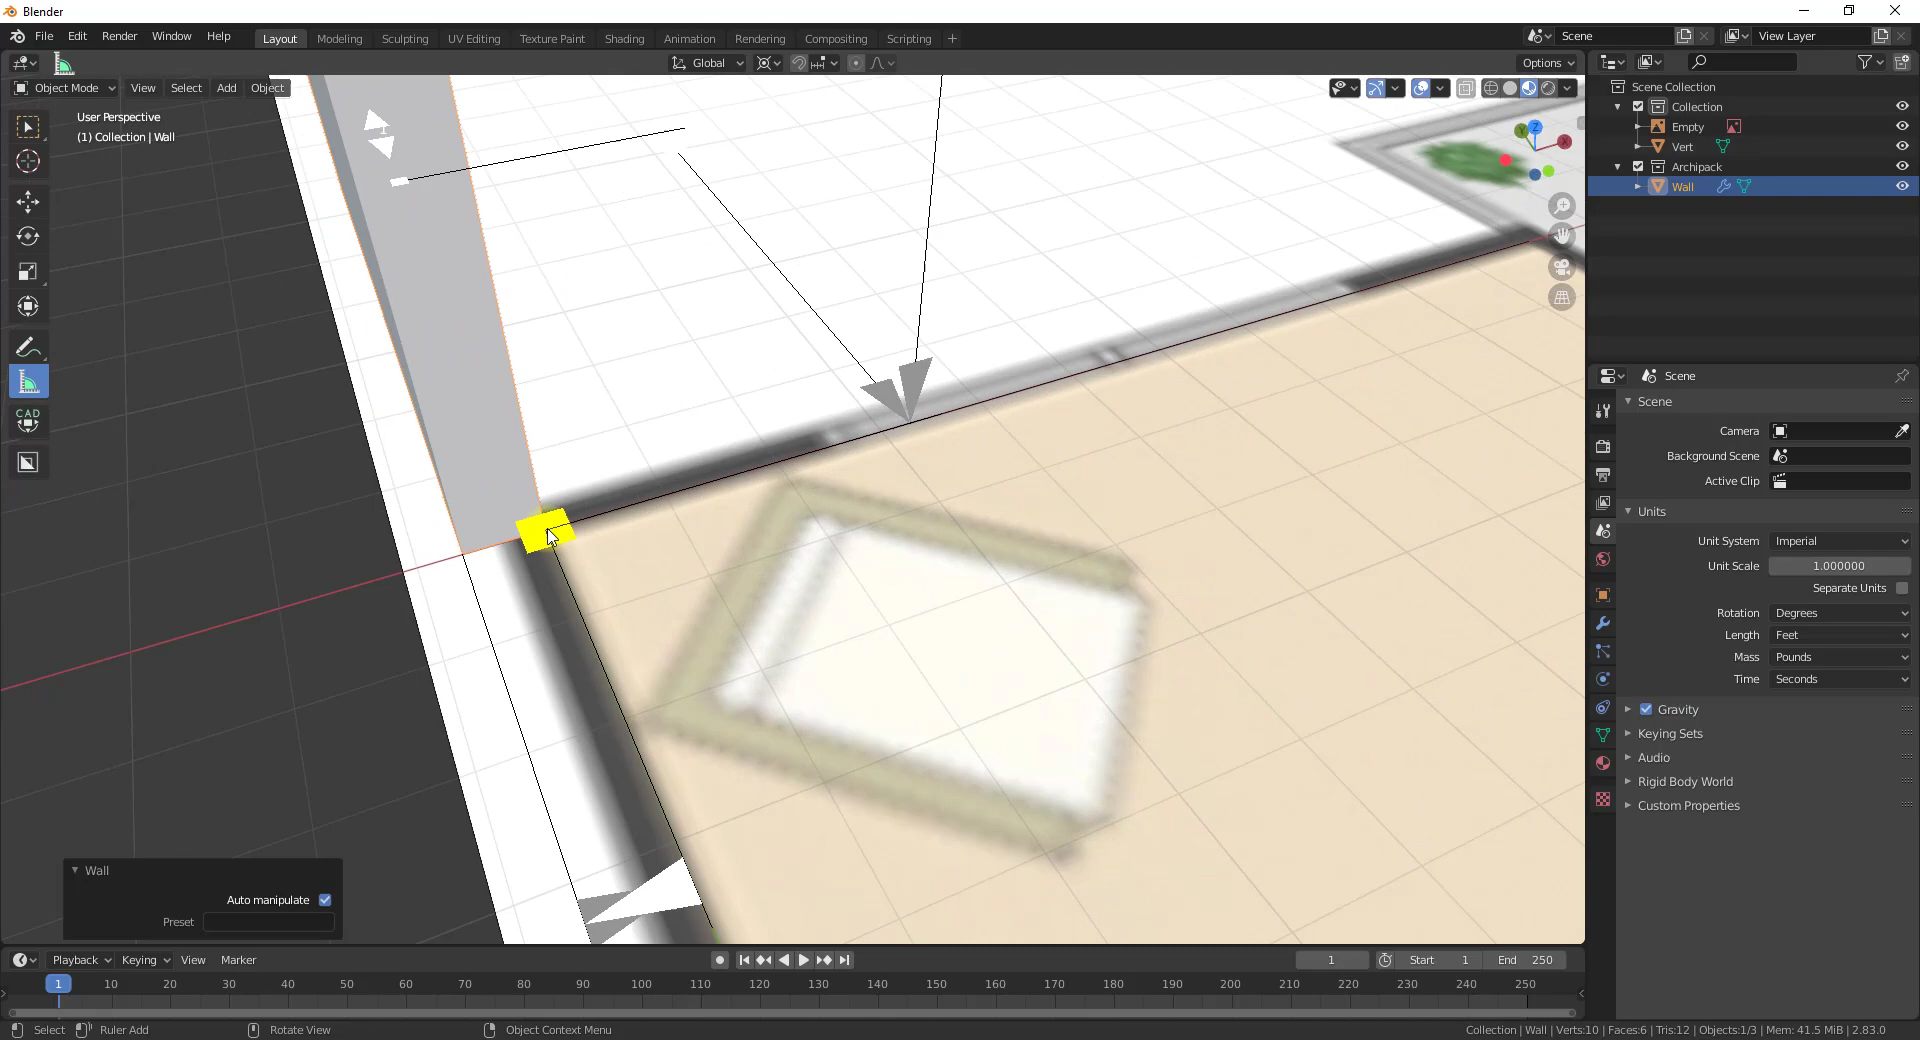 Blender
File Edit Render Window Help
Layout Modeling Sculpting UV Editing Texture Paint Shading Animation Rendering Compositing Scripting
Scene
View Layer
Global
Options
Object Mode View Select Add Object
User Perspective
(1) Collection | Wall
CAD
Z
Y
X
Scene Collection
Collection
Empty
Vert
Archipack
Wall
Scene
Scene
Camera
Background Scene
Active Clip
Units
Unit System Imperial
Unit Scale 1.000000
Separate Units
Rotation Degrees
Length Feet
Mass Pounds
Time Seconds
Gravity
Keying Sets
Audio
Rigid Body World
Custom Properties
Wall
Auto manipulate
Preset
Playback Keying View Marker
1
Start 1
End 250
1 10 20 30 40 50 60 70 80 90 100 110 120 130 140 150 160 170 180 190 200 210 220 230 240 250
Select Ruler Add Rotate View Object Context Menu
Collection | Wall | Verts:10 | Faces:6 | Tris:12 | Objects:1/3 | Mem: 41.5 MiB | 2.83.0